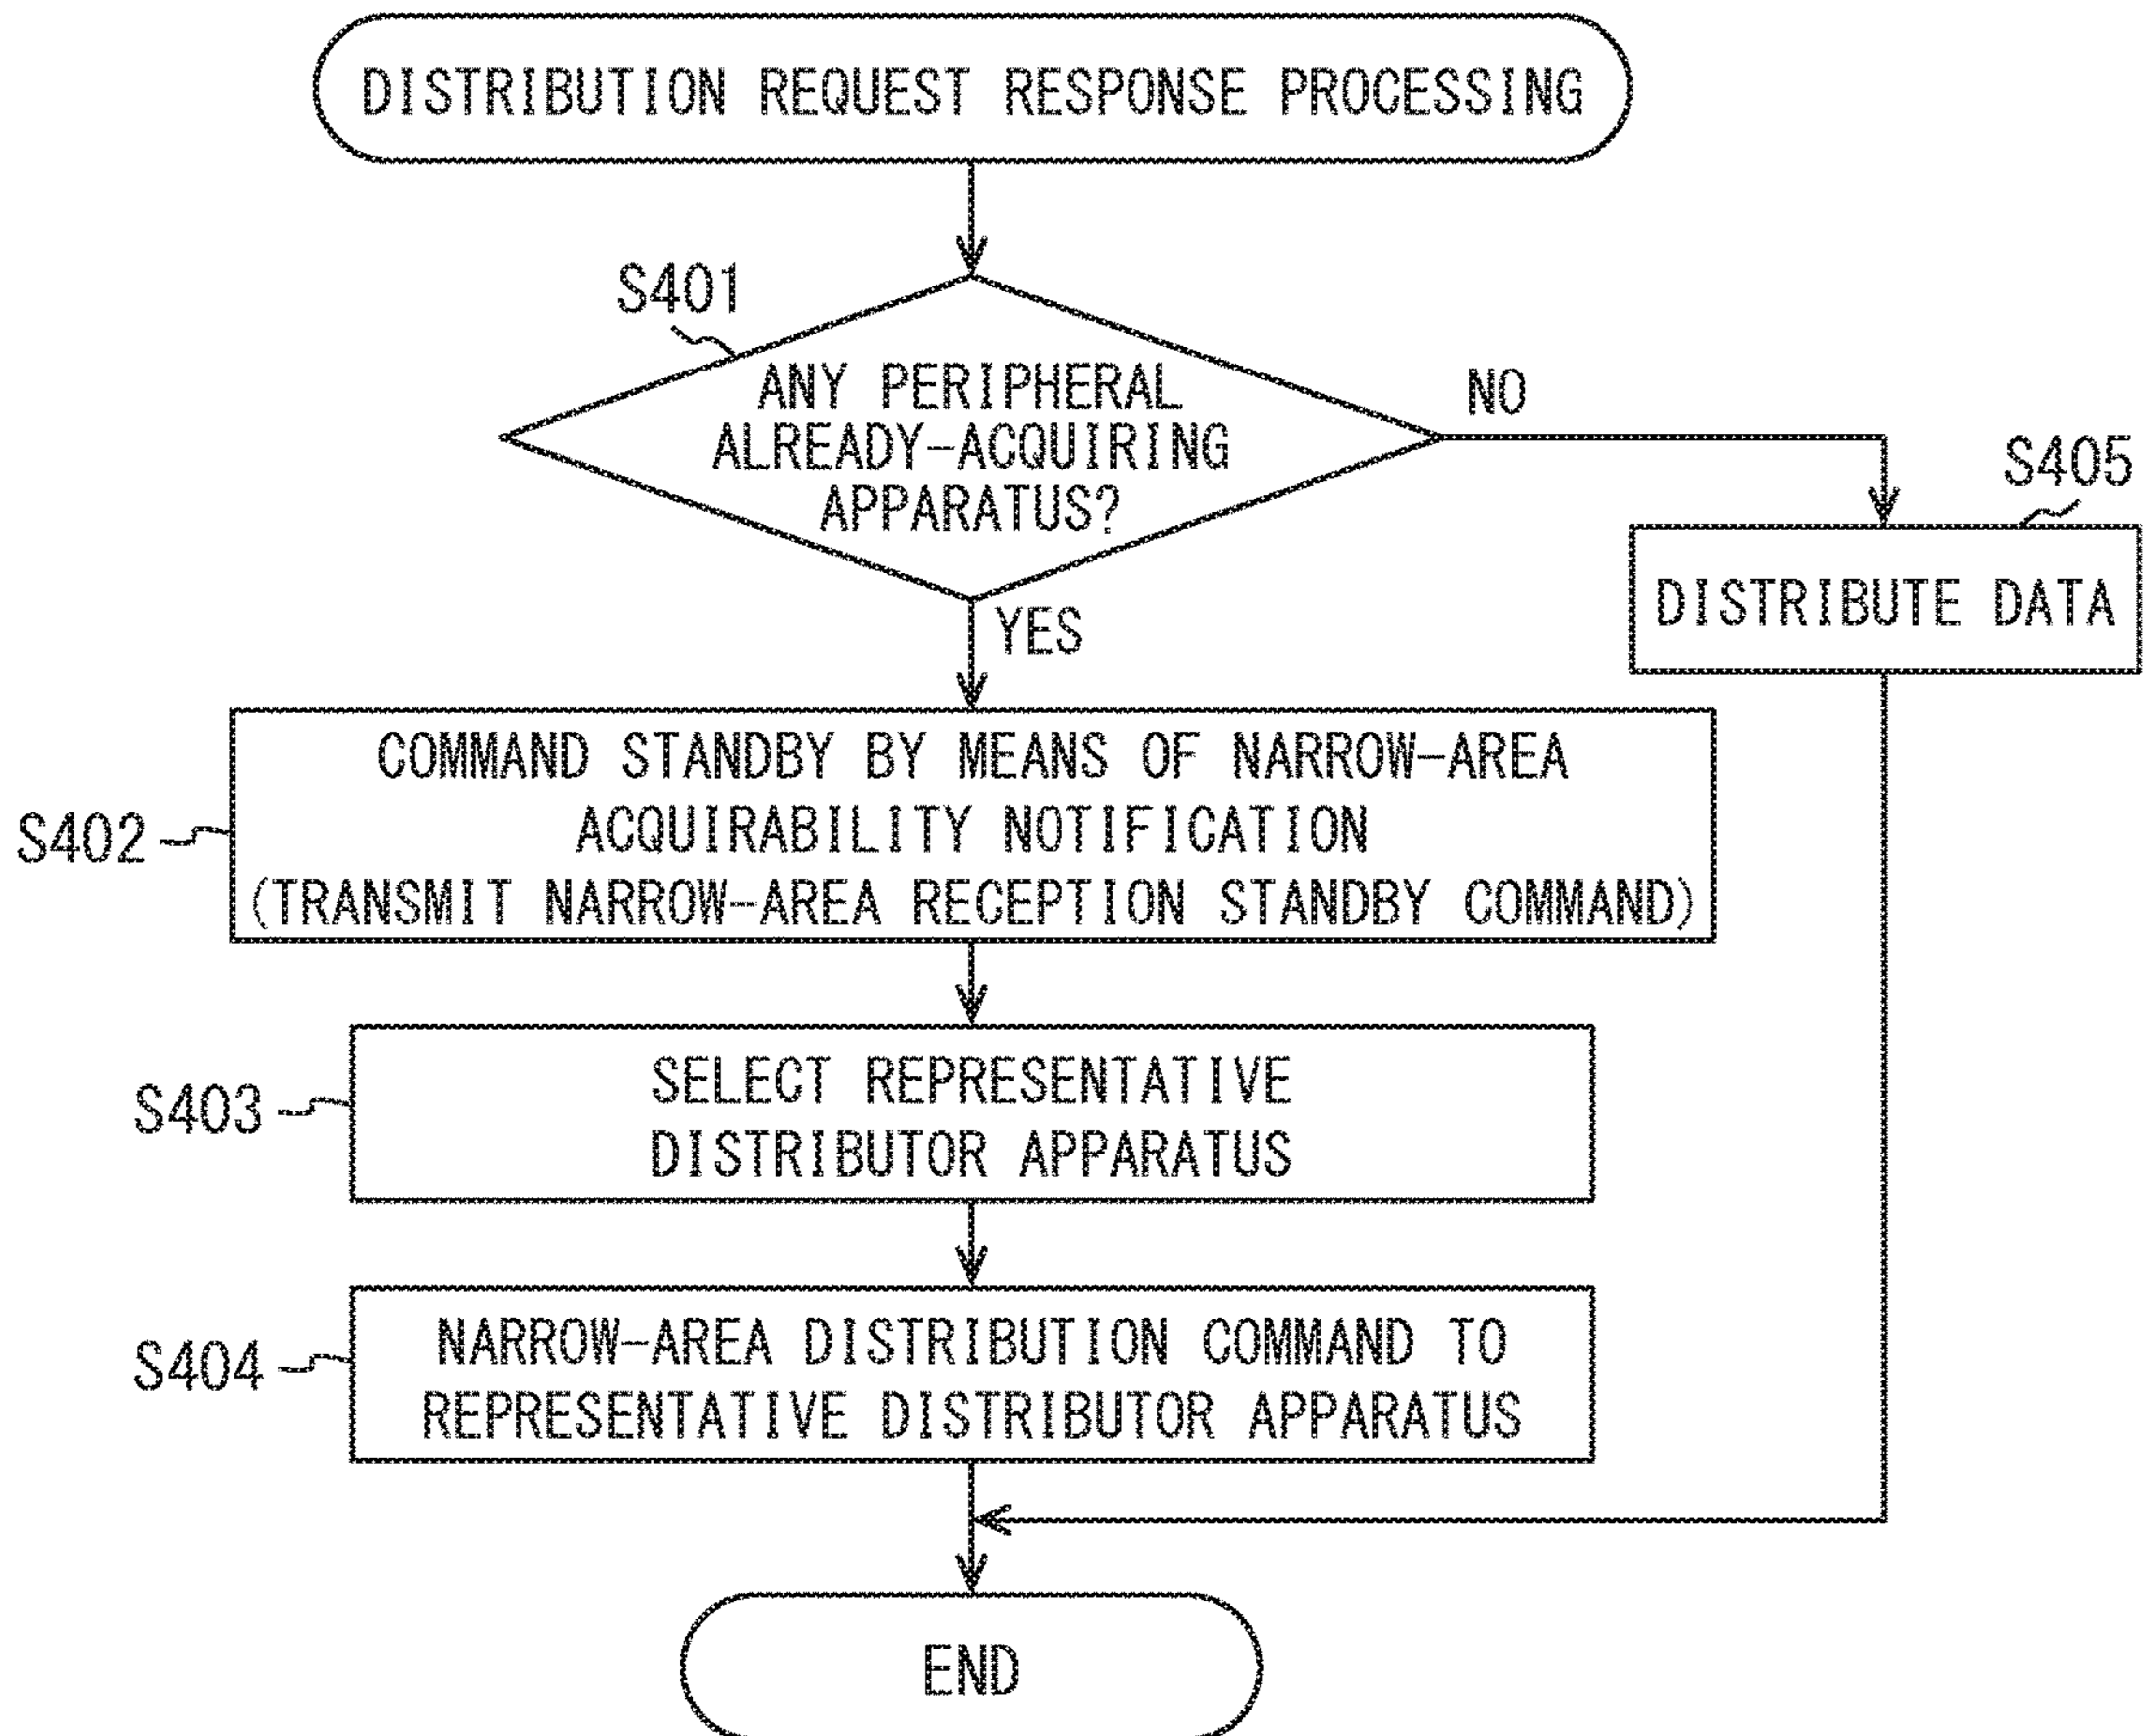 DISTRIBUTION REQUEST RESPONSE PROCESSING
S401
ANY PERIPHERAL
ALREADY-ACQUIRING
APPARATUS?
NO
S405
DISTRIBUTE DATA
YES
S402
COMMAND STANDBY BY MEANS OF NARROW-AREA
ACQUIRABILITY NOTIFICATION
(TRANSMIT NARROW-AREA RECEPTION STANDBY COMMAND)
S403
SELECT REPRESENTATIVE
DISTRIBUTOR APPARATUS
S404
NARROW-AREA DISTRIBUTION COMMAND TO
REPRESENTATIVE DISTRIBUTOR APPARATUS
END